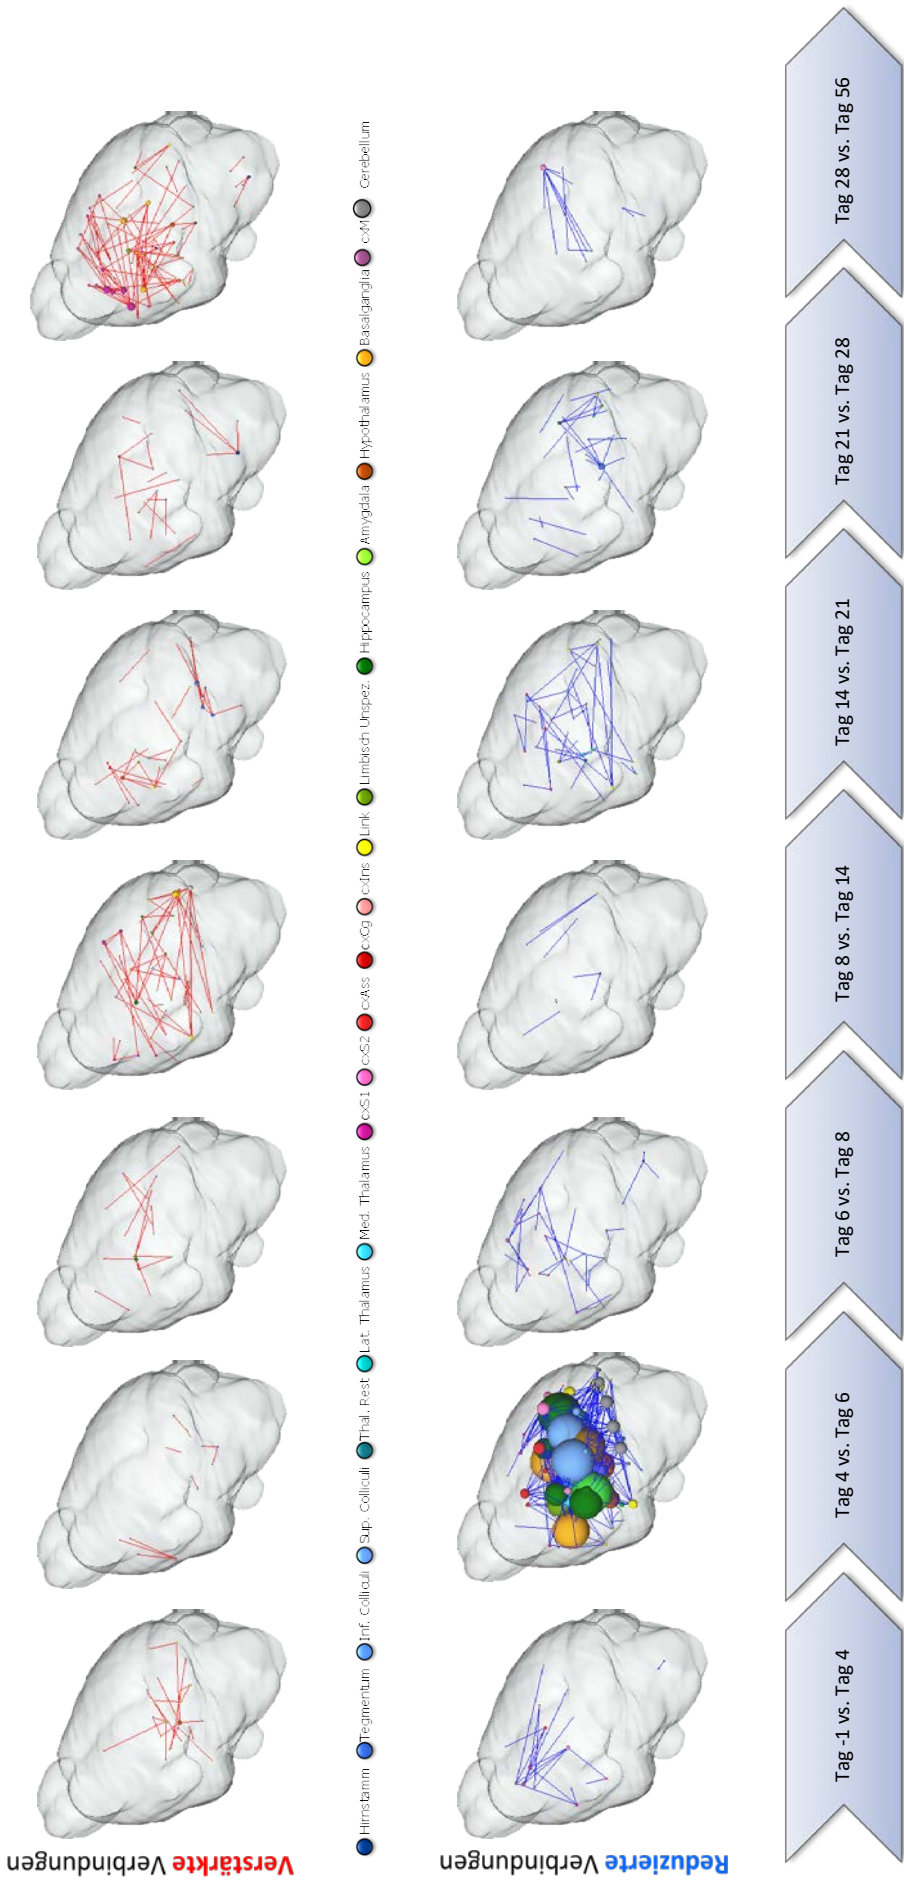 Verstärkte Verbindungen
Hirnstamm Tegmentum Inf. Colliculi Sup. Colliculi Thal. Rest Lat. Thalamus Med. Thalamus cxS1 cxS2 cxAss cxCg cxIns Link Limbisch Unspez. Hippocampus Amygdala Hypothalamus Basalganglia cxM Cerebellum
Reduzierte Verbindungen
Tag -1 vs. Tag 4
Tag 4 vs. Tag 6
Tag 6 vs. Tag 8
Tag 8 vs. Tag 14
Tag 14 vs. Tag 21
Tag 21 vs. Tag 28
Tag 28 vs. Tag 56